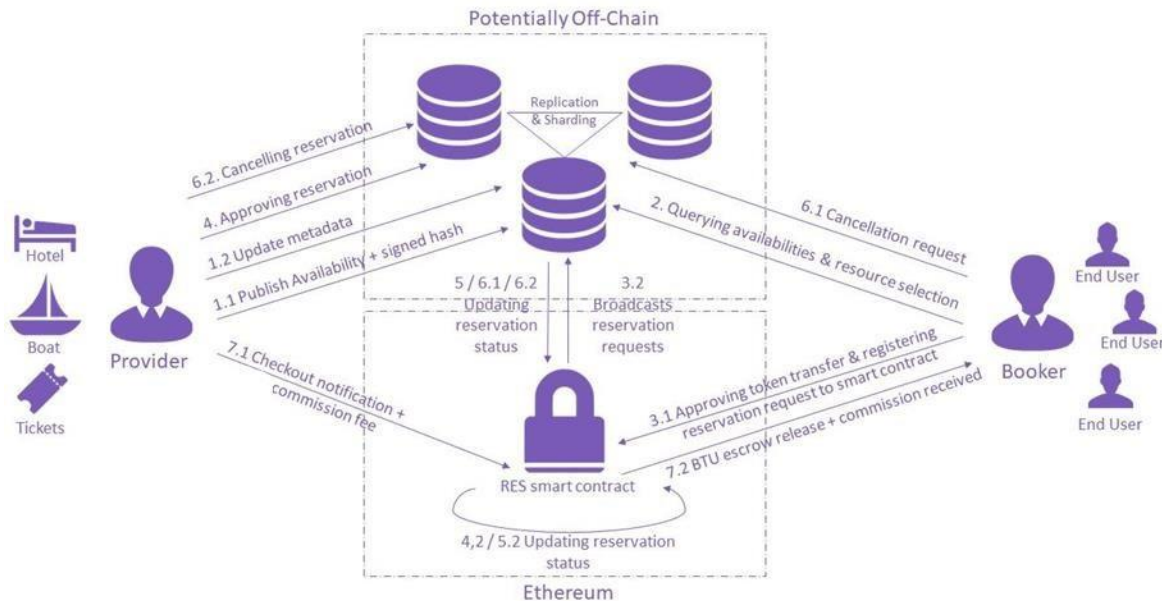 Potentially Off-Chain
Replication
& Sharding
6.2. Cancelling reservation
4. Approving reservation
1.2 Update metadata
1.1 Publish Availability + signed hash
Hotel
Boat
Tickets
Provider
6.1 Cancellation request
2. Querying availabilities & resource selection
End User
End User
End User
Booker
5 / 6.1 / 6.2
Updating
reservation
status
3.2
Broadcasts
reservation
requests
7.1 Checkout notification +
commission fee
3.1 Approving token transfer & registering
reservation request to smart contract
7.2 BTU escrow release + commission received
RES smart contract
4,2 / 5.2 Updating reservation
status
Ethereum